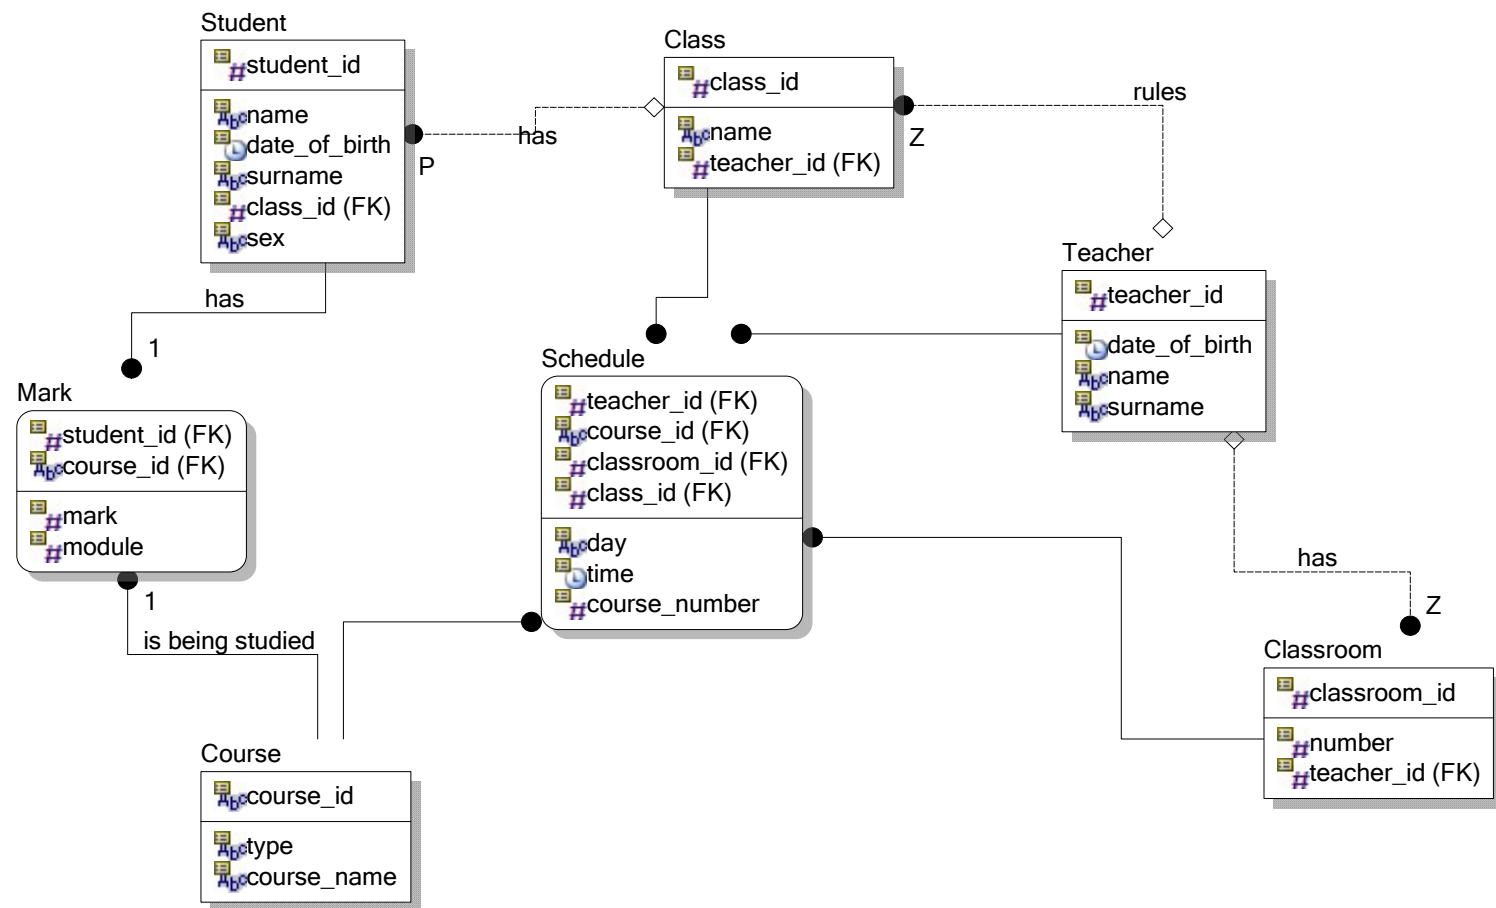 Student
student_id
name
date_of_birth
surname
class_id (FK)
sex
P
has
Class
class_id
name
teacher_id (FK)
Z
rules
Teacher
teacher_id
date_of_birth
name
surname
has
1
Mark
student_id (FK)
course_id (FK)
mark
module
1
is being studied
Schedule
teacher_id (FK)
course_id (FK)
classroom_id (FK)
class_id (FK)
day
time
course_number
has
Z
Classroom
classroom_id
number
teacher_id (FK)
Course
course_id
type
course_name